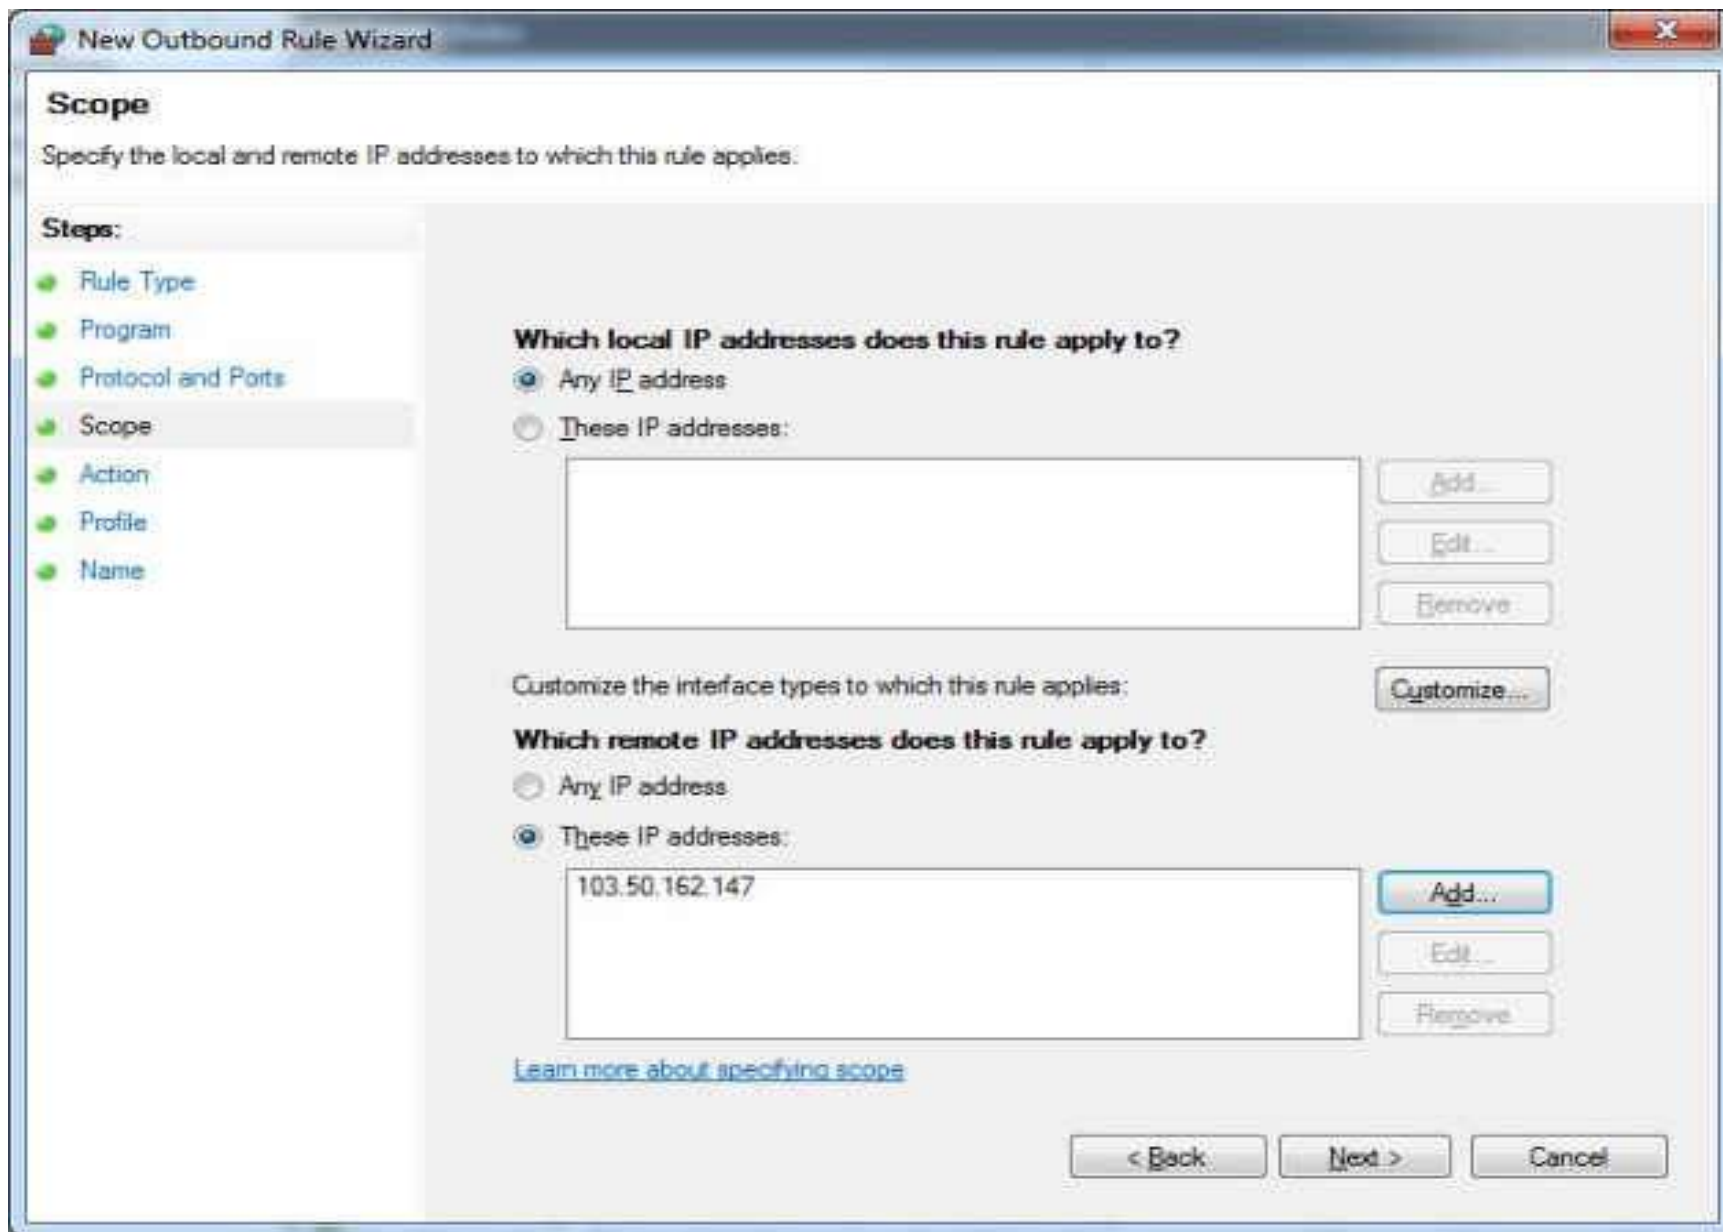 New Outbound Rule Wizard
Scope
Specify the local and remote IP addresses to which this rule applies.
Steps:
Rule Type
Program
Protocol and Ports
Scope
Action
Profile
Name
Which local IP addresses does this rule apply to?
Any IP address
These IP addresses:
Add...
Edit...
Remove
Customize the interface types to which this rule applies:
Customize...
Which remote IP addresses does this rule apply to?
Any IP address
These IP addresses:
103.50.162.147
Add...
Edit...
Remove
Learn more about specifying scope
< Back
Next >
Cancel